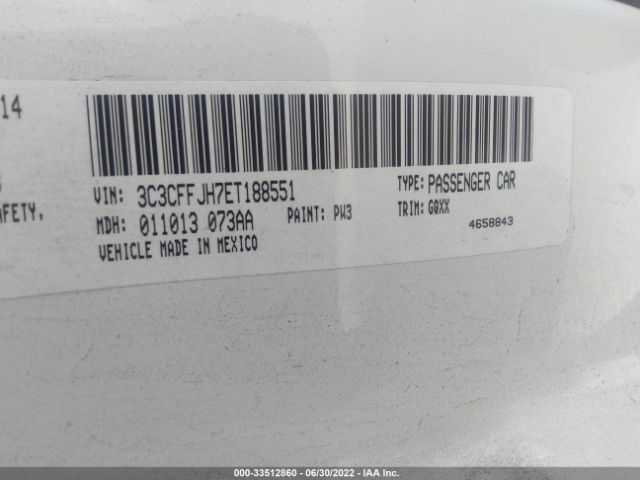 14
AFETY,
VIN: 3C3CFFJH7ET188551
TYPE: PASSENGER CAR
MDH: 011013 073AA
PAINT: PW3
TRIM: GQXX
VEHICLE MADE IN MEXICO
4658843
000-33512860 - 06/30/2022 - IAA Inc.